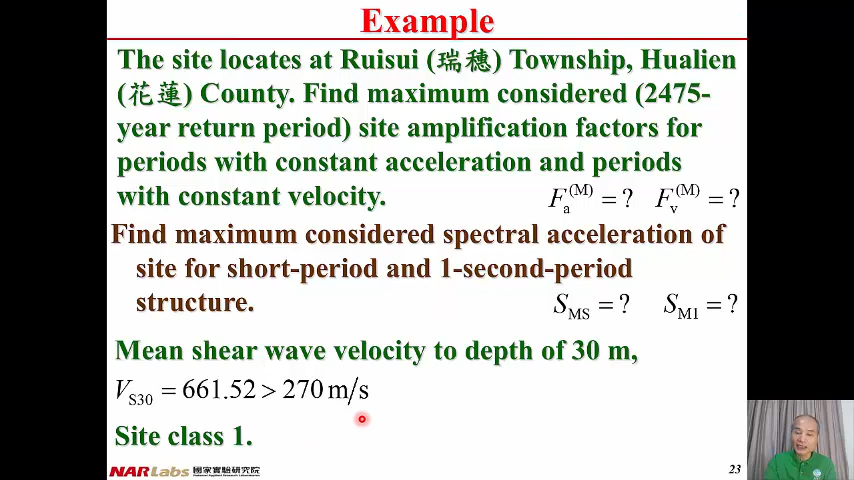 Example
The site locates at Ruisui (瑞穗) Township, Hualien
(花蓮) County. Find maximum considered (2475-
year return period) site amplification factors for
periods with constant acceleration and periods
with constant velocity. F_a^(M) = ? F_v^(M) = ?
Find maximum considered spectral acceleration of
site for short-period and 1-second-period
structure. S_MS = ? S_M1 = ?
Mean shear wave velocity to depth of 30 m,
V_S30 = 661.52 > 270 m/s
Site class 1.
NARLabs 國家實驗研究院
23